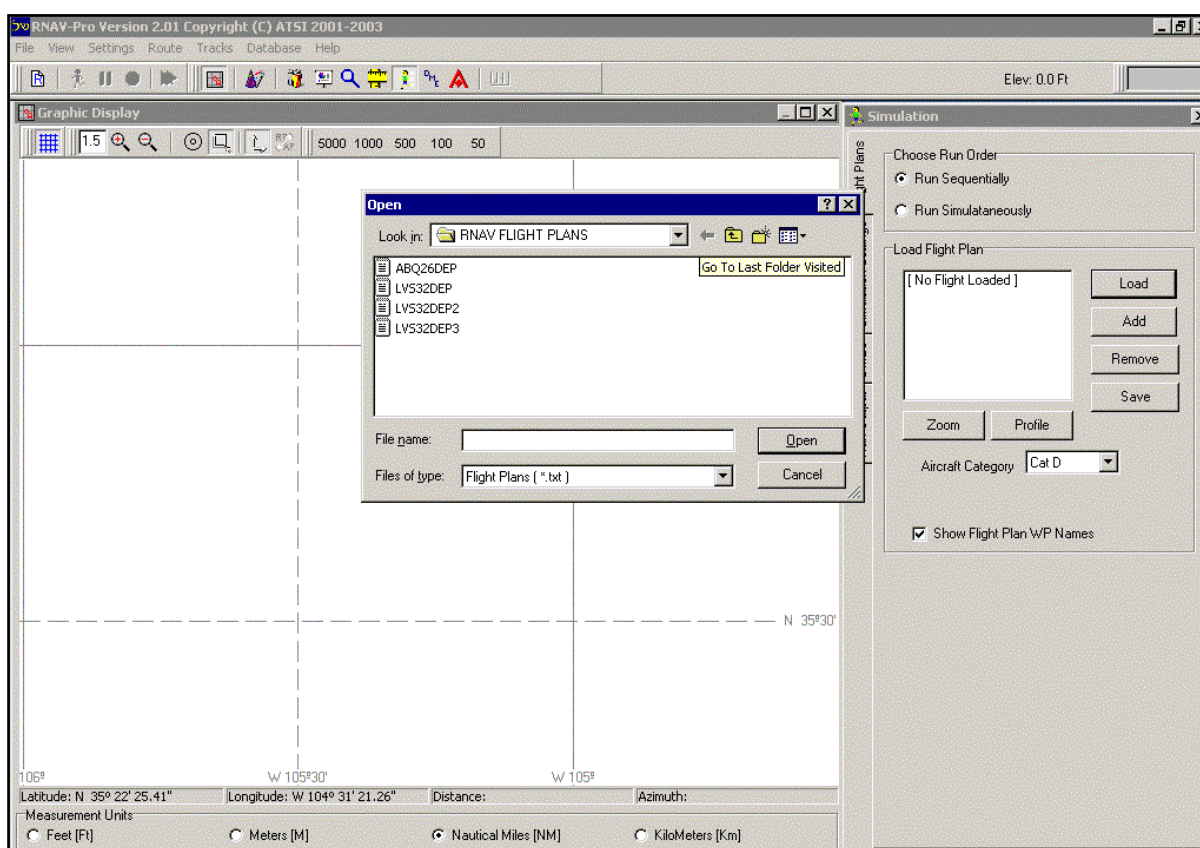 RNAV-Pro Version 2.01 Copyright (C) ATSI 2001-2003
File View Settings Route Tracks Database Help
Elev: 0.0 Ft
Graphic Display
1.5 5000 1000 500 100 50
Simulation
Open
Look in: RNAV FLIGHT PLANS
Go To Last Folder Visited
ABQ26DEP
LVS32DEP
LVS32DEP2
LVS32DEP3
File name:
Open
Files of type: Flight Plans ( *.txt )
Cancel
ht Plans
Choose Run Order
Run Sequentially
Run Simulataneously
Load Flight Plan
[ No Flight Loaded ]
Load
Add
Remove
Save
Zoom
Profile
Aircraft Category Cat D
Show Flight Plan WP Names
N 35º30'
106º
W 105º30'
W 105º
Latitude: N 35º 22' 25.41" Longitude: W 104º 31' 21.26" Distance: Azimuth:
Measurement Units
Feet [Ft] Meters [M] Nautical Miles [NM] KiloMeters [Km]